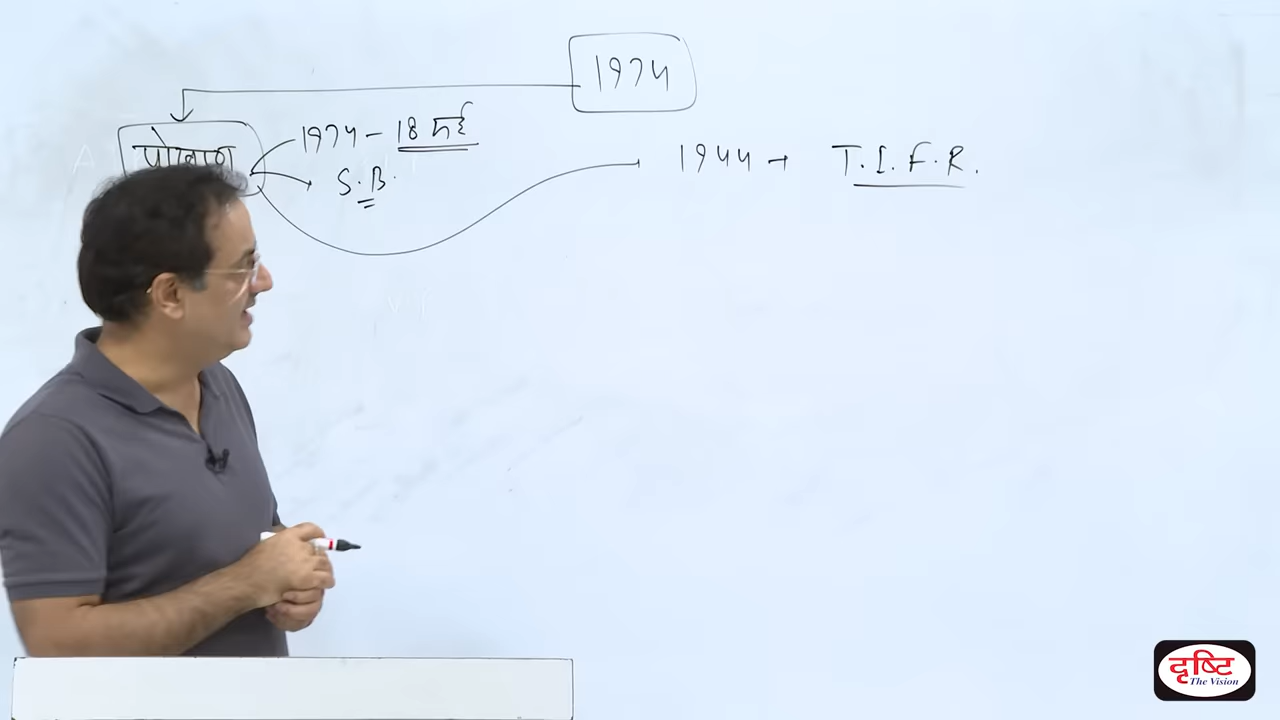 1974
पोखरण
1974 - 18 मई
S.B.
1944 → T.I.F.R.
दृष्टि
The Vision